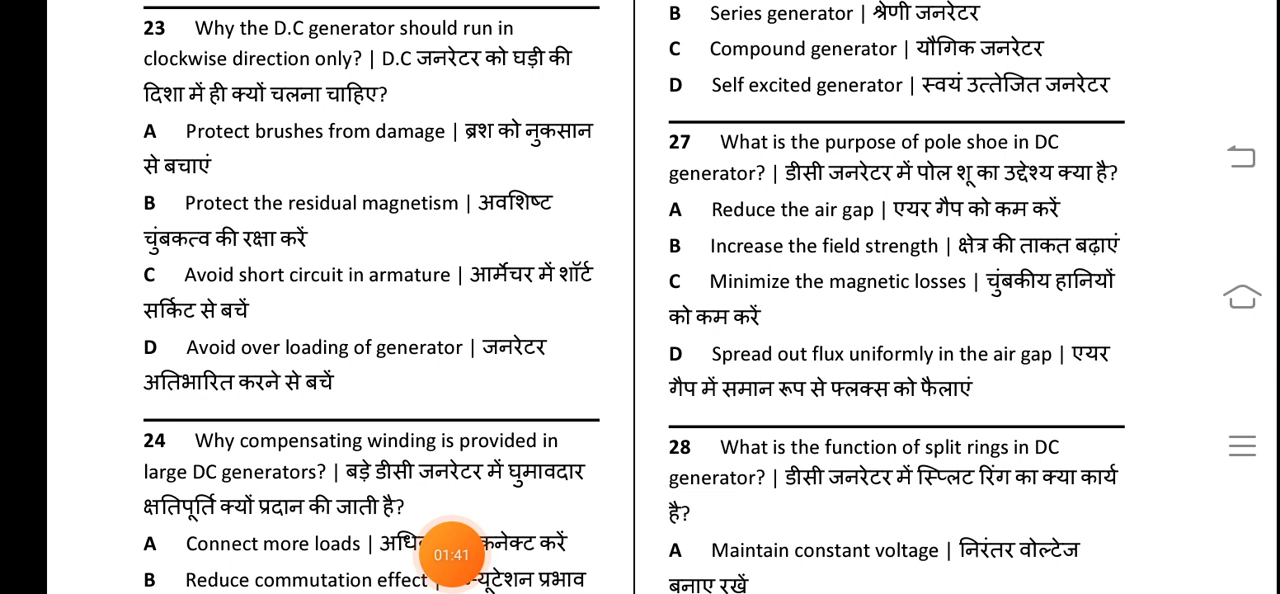 23 Why the D.C generator should run in
clockwise direction only? | D.C जनरेटर को घड़ी की
दिशा में ही क्यों चलना चाहिए?
A Protect brushes from damage | ब्रश को नुकसान
से बचाएं
B Protect the residual magnetism | अवशिष्ट
चुंबकत्व की रक्षा करें
C Avoid short circuit in armature | आर्मेचर में शॉर्ट
सर्किट से बचें
D Avoid over loading of generator | जनरेटर
अतिभारित करने से बचें
24 Why compensating winding is provided in
large DC generators? | बड़े डीसी जनरेटर में घुमावदार
क्षतिपूर्ति क्यों प्रदान की जाती है?
A Connect more loads | करें
B Reduce commutation effect प्रभाव
01:41
B Series generator | श्रेणी जनरेटर
C Compound generator | यौगिक जनरेटर
D Self excited generator | स्वयं उत्तेजित जनरेटर
27 What is the purpose of pole shoe in DC
generator? | डीसी जनरेटर में पोल शू का उद्देश्य क्या है?
A Reduce the air gap | एयर गैप को कम करें
B Increase the field strength | क्षेत्र की ताकत बढ़ाएं
C Minimize the magnetic losses | चुंबकीय हानियों
को कम करें
D Spread out flux uniformly in the air gap | एयर
गैप में समान रूप से फ्लक्स को फैलाएं
28 What is the function of split rings in DC
generator? | डीसी जनरेटर में स्प्लिट रिंग का क्या कार्य
है?
A Maintain constant voltage | निरंतर वोल्टेज
बनाए रखें